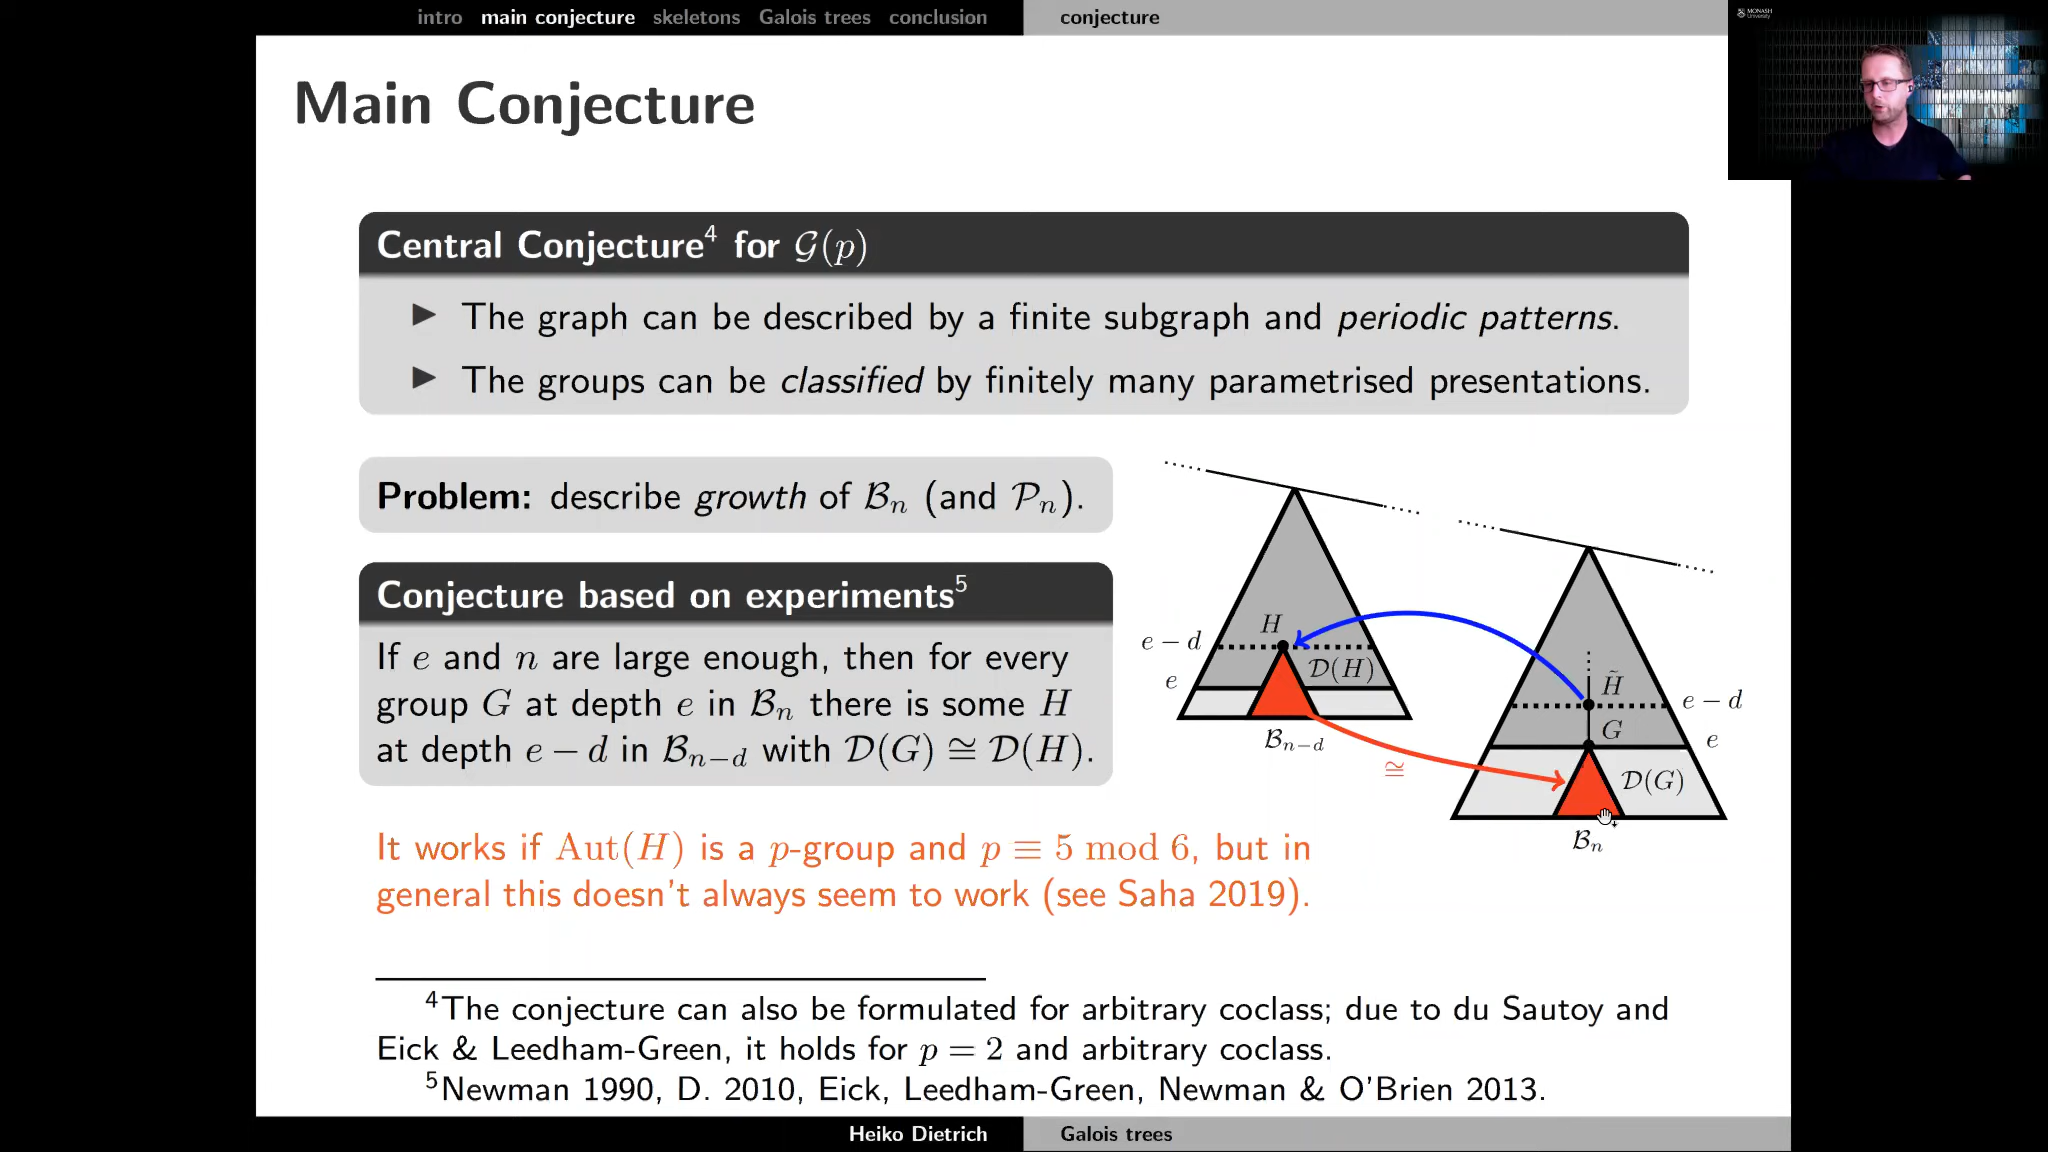 intro main conjecture skeletons Galois trees conclusion conjecture
MONASH University
Main Conjecture
Central Conjecture⁴ for 𝒢(p)
▶ The graph can be described by a finite subgraph and periodic patterns.
▶ The groups can be classified by finitely many parametrised presentations.
Problem: describe growth of ℬₙ (and 𝒫ₙ).
Conjecture based on experiments⁵
If e and n are large enough, then for every
group G at depth e in ℬₙ there is some H
at depth e − d in ℬₙ₋d with 𝒟(G) ≅ 𝒟(H).
H
e − d
𝒟(H)
e
ℬₙ₋d
≅
H̃
e − d
G
e
𝒟(G)
ℬₙ
It works if Aut(H) is a p-group and p ≡ 5 mod 6, but in
general this doesn't always seem to work (see Saha 2019).
⁴The conjecture can also be formulated for arbitrary coclass; due to du Sautoy and
Eick & Leedham-Green, it holds for p = 2 and arbitrary coclass.
⁵Newman 1990, D. 2010, Eick, Leedham-Green, Newman & O'Brien 2013.
Heiko Dietrich Galois trees